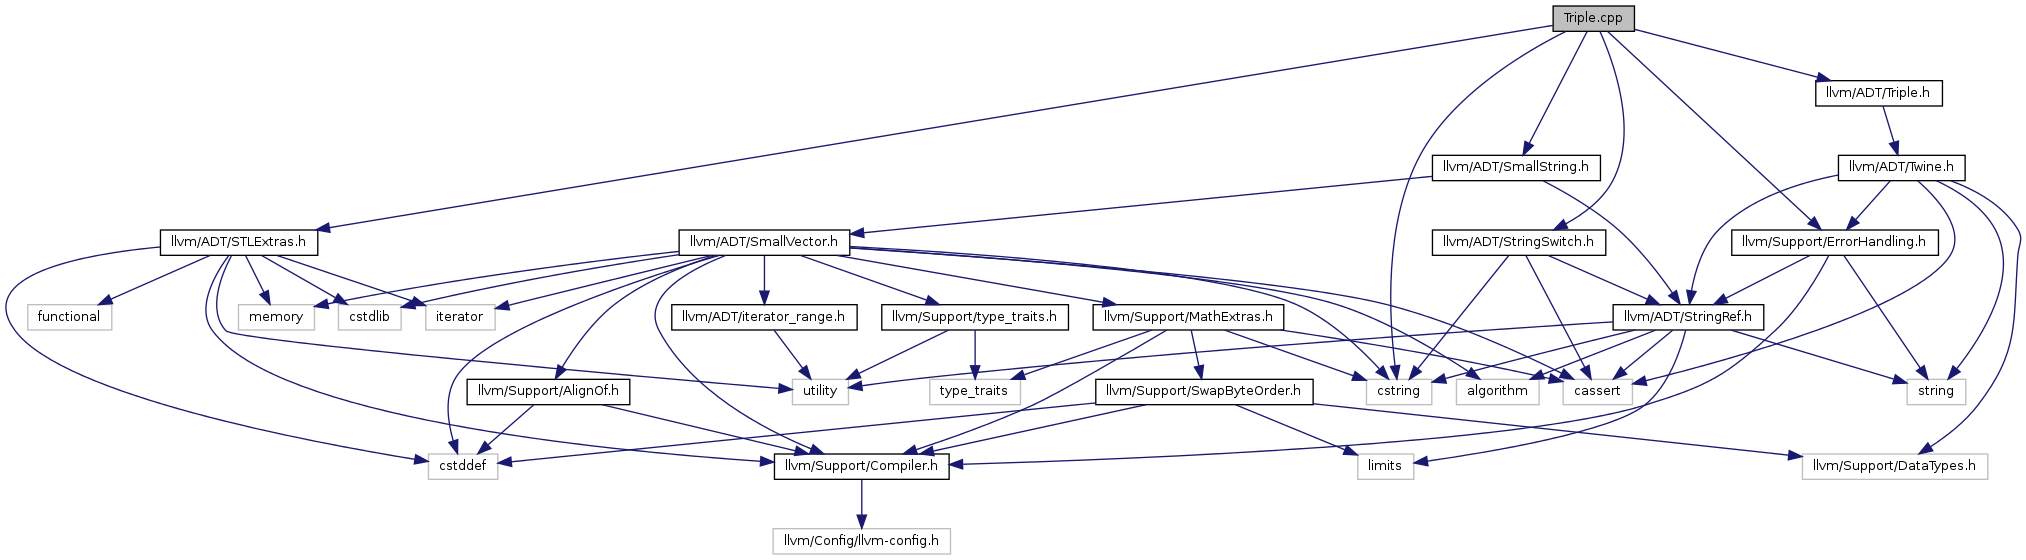 Triple.cpp
llvm/ADT/Triple.h
llvm/ADT/SmallString.h
llvm/ADT/Twine.h
llvm/ADT/STLExtras.h
llvm/ADT/SmallVector.h
llvm/ADT/StringSwitch.h
llvm/Support/ErrorHandling.h
functional
memory
cstdlib
iterator
llvm/ADT/iterator_range.h
llvm/Support/type_traits.h
llvm/Support/MathExtras.h
llvm/ADT/StringRef.h
llvm/Support/AlignOf.h
utility
type_traits
llvm/Support/SwapByteOrder.h
cstring
algorithm
cassert
string
cstddef
llvm/Support/Compiler.h
limits
llvm/Support/DataTypes.h
llvm/Config/llvm-config.h